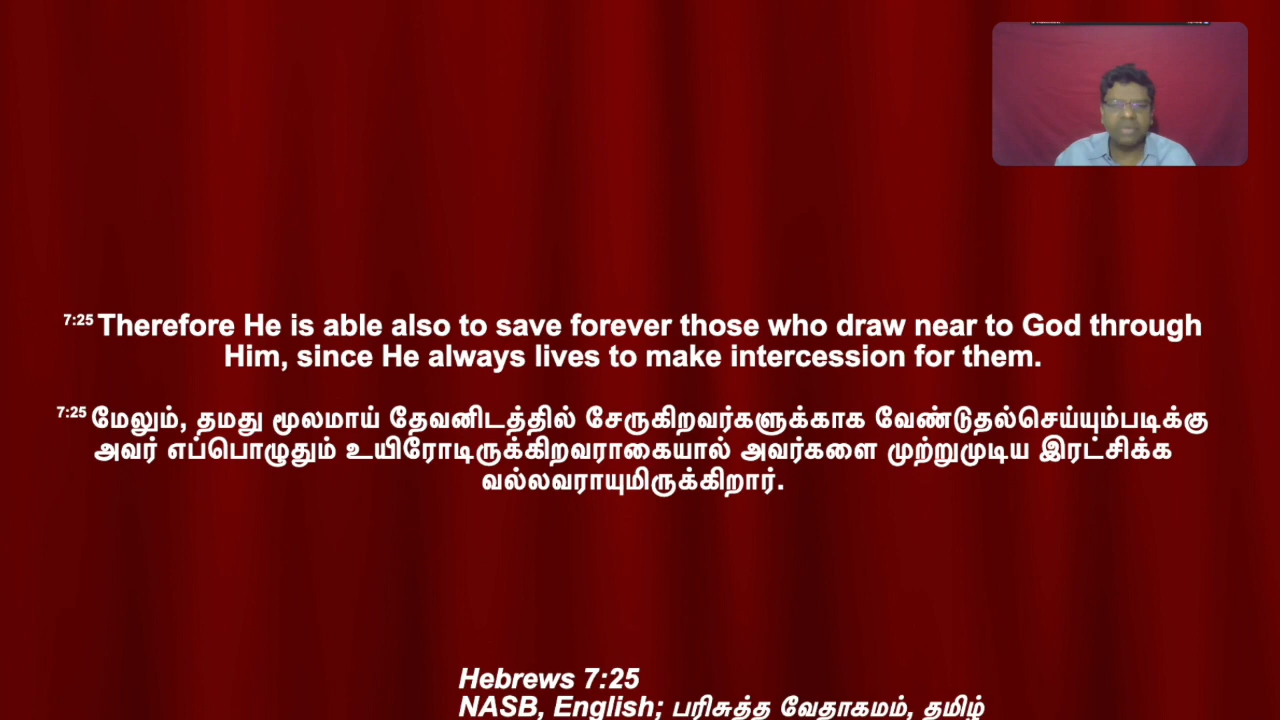 7:25 Therefore He is able also to save forever those who draw near to God through
Him, since He always lives to make intercession for them.
7:25 மேலும், தமது மூலமாய் தேவனிடத்தில் சேருகிறவர்களுக்காக வேண்டுதல்செய்யும்படிக்கு
அவர் எப்பொழுதும் உயிரோடிருக்கிறவராகையால் அவர்களை முற்றுமுடிய இரட்சிக்க
வல்லவராயுமிருக்கிறார்.
Hebrews 7:25
NASB, English; பரிசுத்த வேதாகமம், தமிழ்